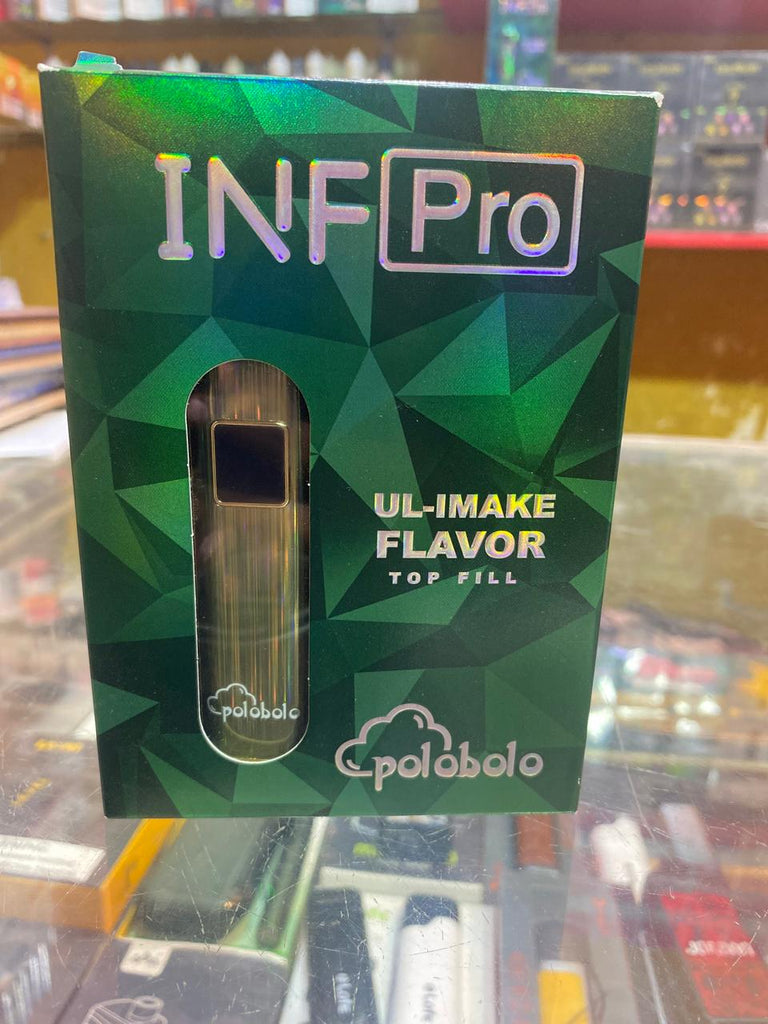 INF Pro
UL-IMAKE
FLAVOR
TOP FILL
polobolo
polobolo